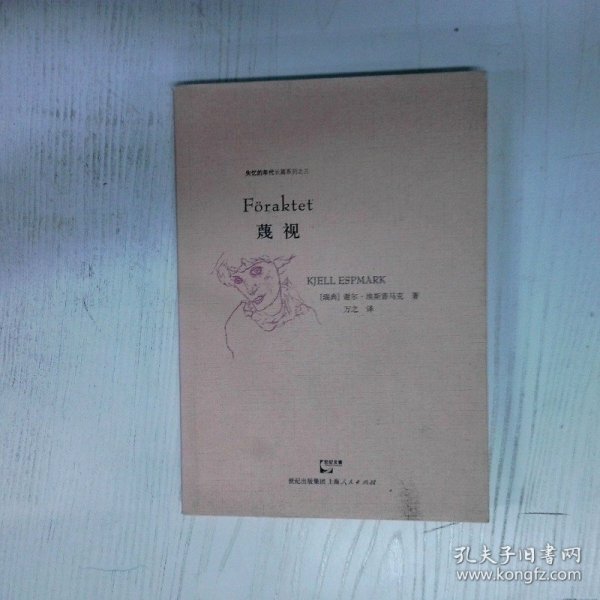 失忆的年代长篇系列之三
Föraktet
蔑视
KJELL ESPMARK
[瑞典] 谢尔·埃斯普马克 著
万之 译
世纪文景
世纪出版集团 上海人民出版社
孔夫子旧书网
www.kongfz.com